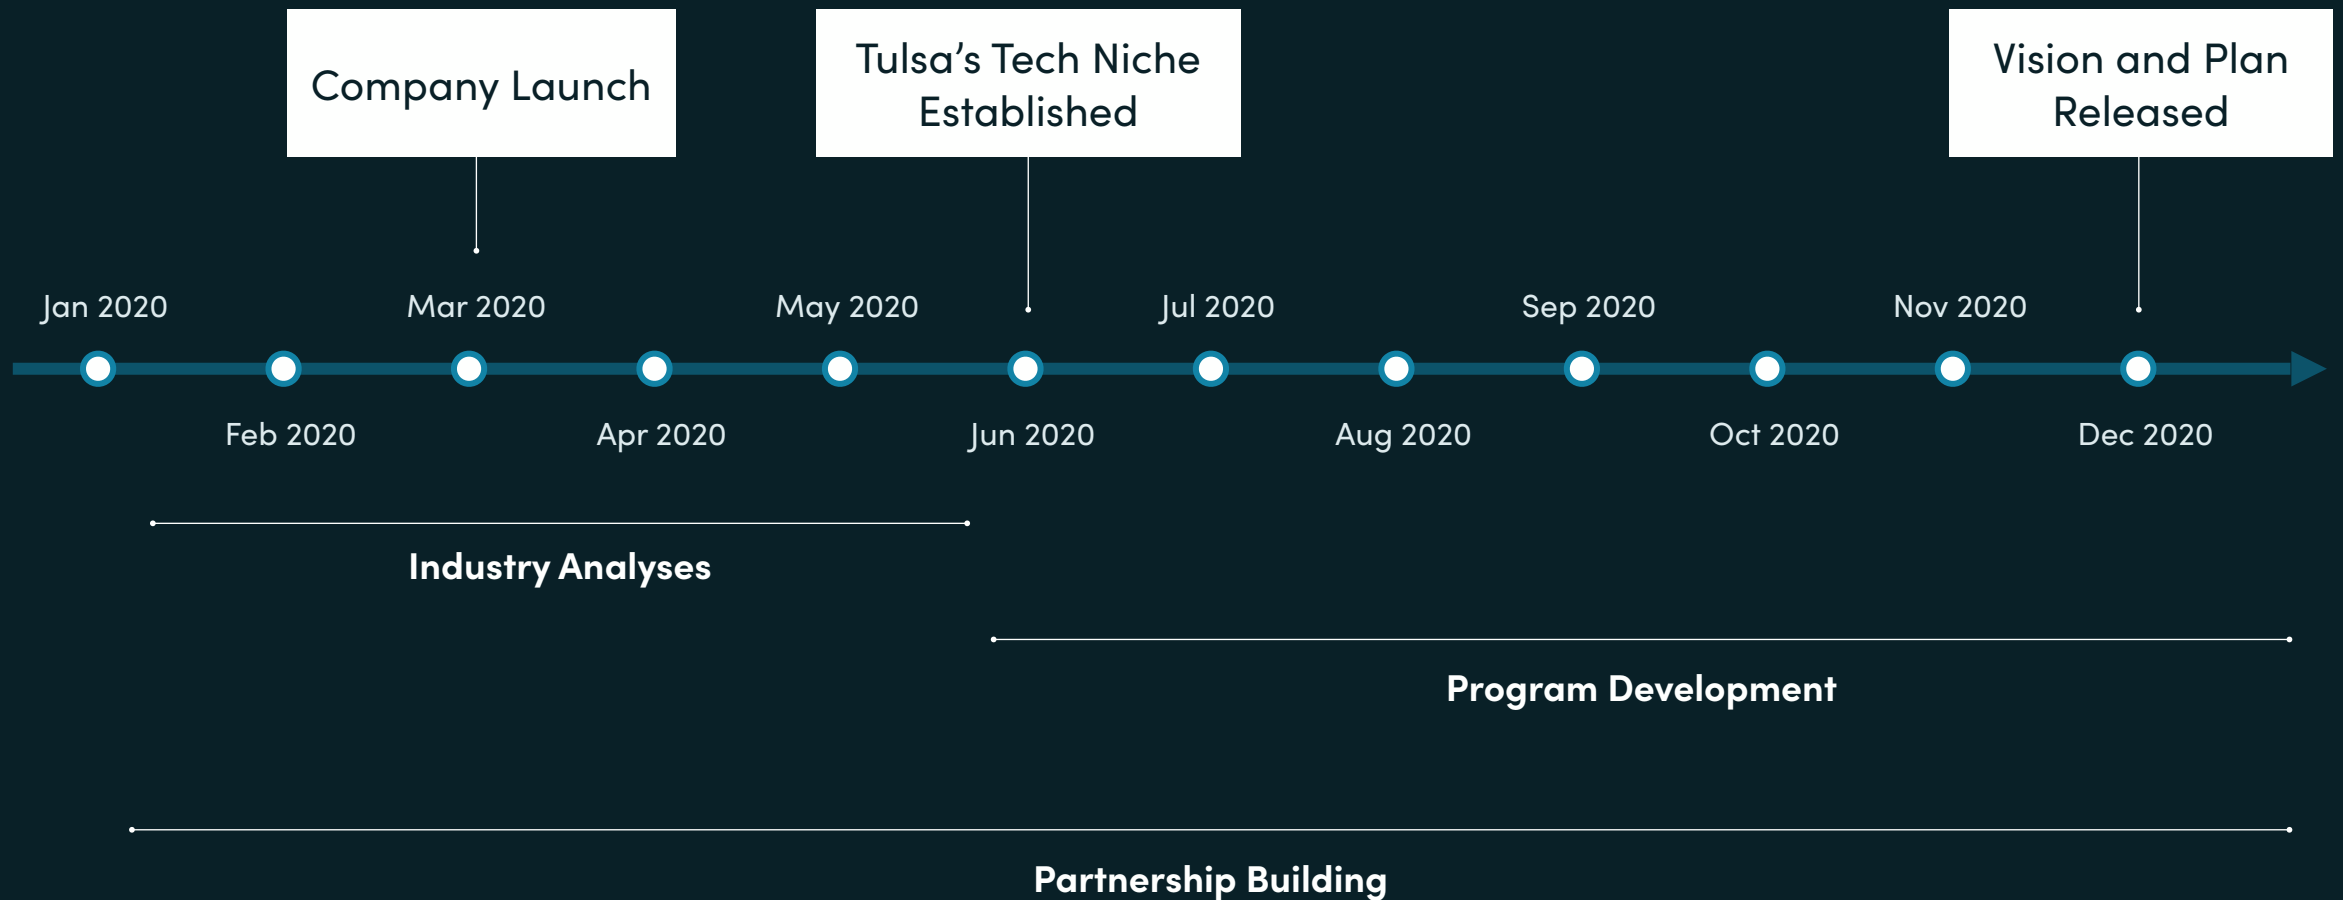 Company Launch
Tulsa’s Tech Niche
Established
Vision and Plan
Released
Jan 2020
Mar 2020
May 2020
Jul 2020
Sep 2020
Nov 2020
Feb 2020
Apr 2020
Jun 2020
Aug 2020
Oct 2020
Dec 2020
Industry Analyses
Program Development
Partnership Building